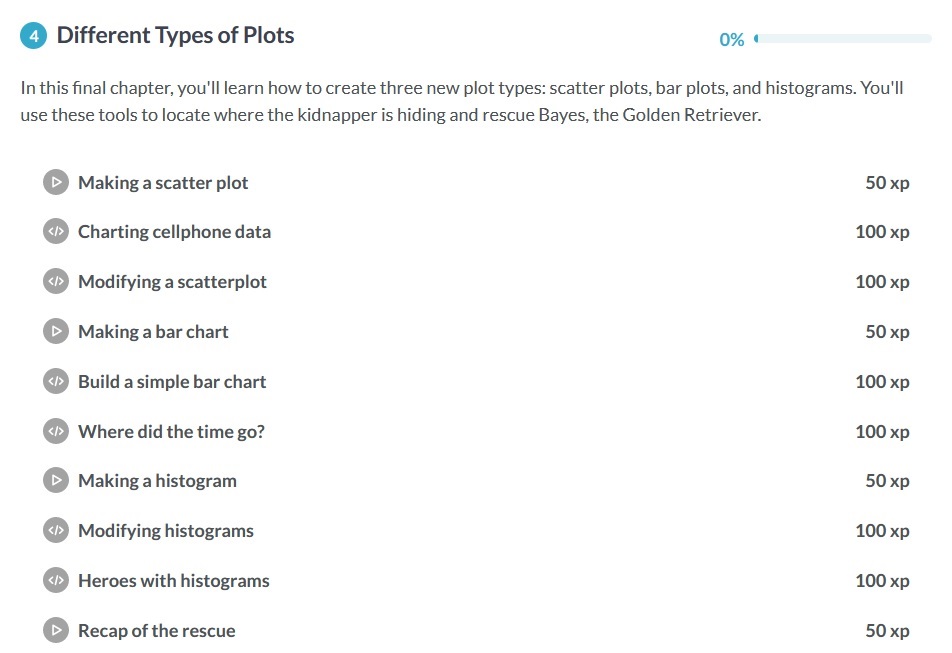 4 Different Types of Plots
0%
In this final chapter, you'll learn how to create three new plot types: scatter plots, bar plots, and histograms. You'll
use these tools to locate where the kidnapper is hiding and rescue Bayes, the Golden Retriever.
Making a scatter plot 50 xp
</> Charting cellphone data 100 xp
</> Modifying a scatterplot 100 xp
Making a bar chart 50 xp
</> Build a simple bar chart 100 xp
</> Where did the time go? 100 xp
Making a histogram 50 xp
</> Modifying histograms 100 xp
</> Heroes with histograms 100 xp
Recap of the rescue 50 xp